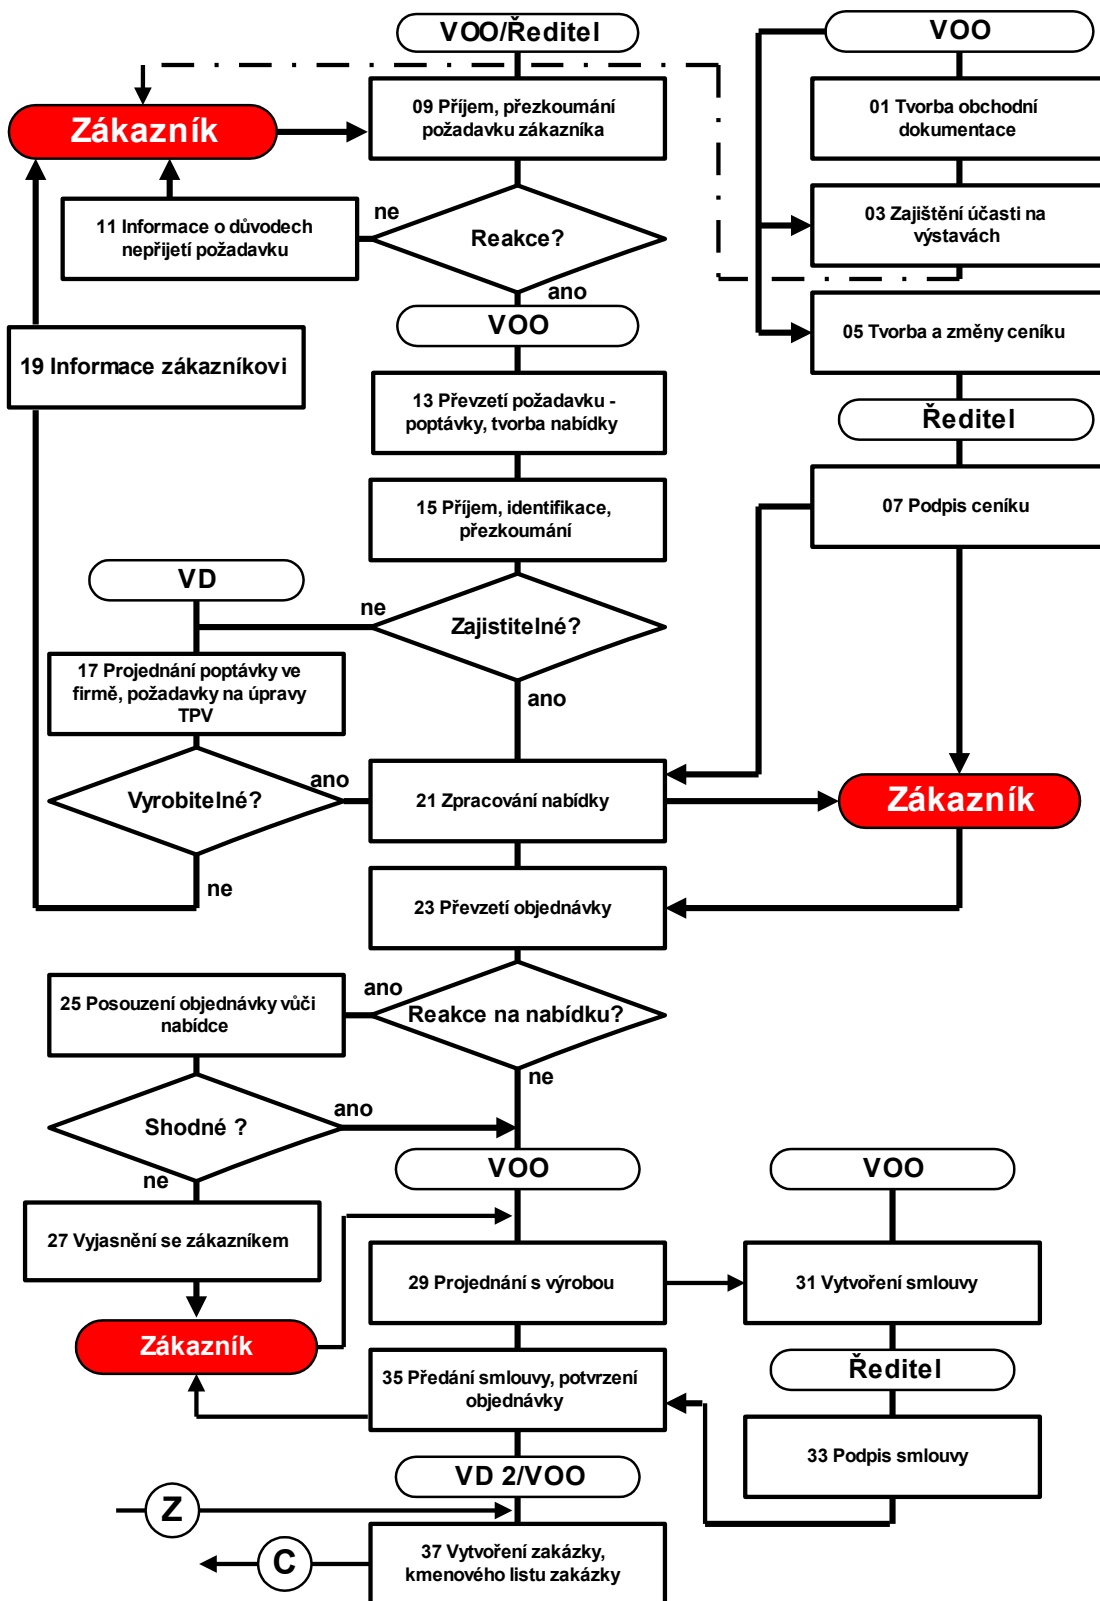 VOO/Ředitel
VOO
09 Příjem, přezkoumání
požadavku zákazníka
01 Tvorba obchodní
dokumentace
Zákazník
11 Informace o důvodech
nepřijetí požadavku
ne
Reakce?
03 Zajištění účasti na
výstavách
ano
VOO
05 Tvorba a změny ceníku
19 Informace zákazníkovi
13 Převzetí požadavku -
poptávky, tvorba nabídky
Ředitel
15 Příjem, identifikace,
přezkoumání
07 Podpis ceníku
VD
ne
Zajistitelné?
17 Projednání poptávky ve
firmě, požadavky na úpravy
TPV
ano
Vyrobitelné?
ano
21 Zpracování nabídky
Zákazník
ne
23 Převzetí objednávky
25 Posouzení objednávky vůči
nabídce
ano
Reakce na nabídku?
ne
Shodné ?
ano
ne
VOO
VOO
27 Vyjasnění se zákazníkem
29 Projednání s výrobou
31 Vytvoření smlouvy
Zákazník
35 Předání smlouvy, potvrzení
objednávky
Ředitel
33 Podpis smlouvy
VD 2/VOO
Z
37 Vytvoření zakázky,
kmenového listu zakázky
C